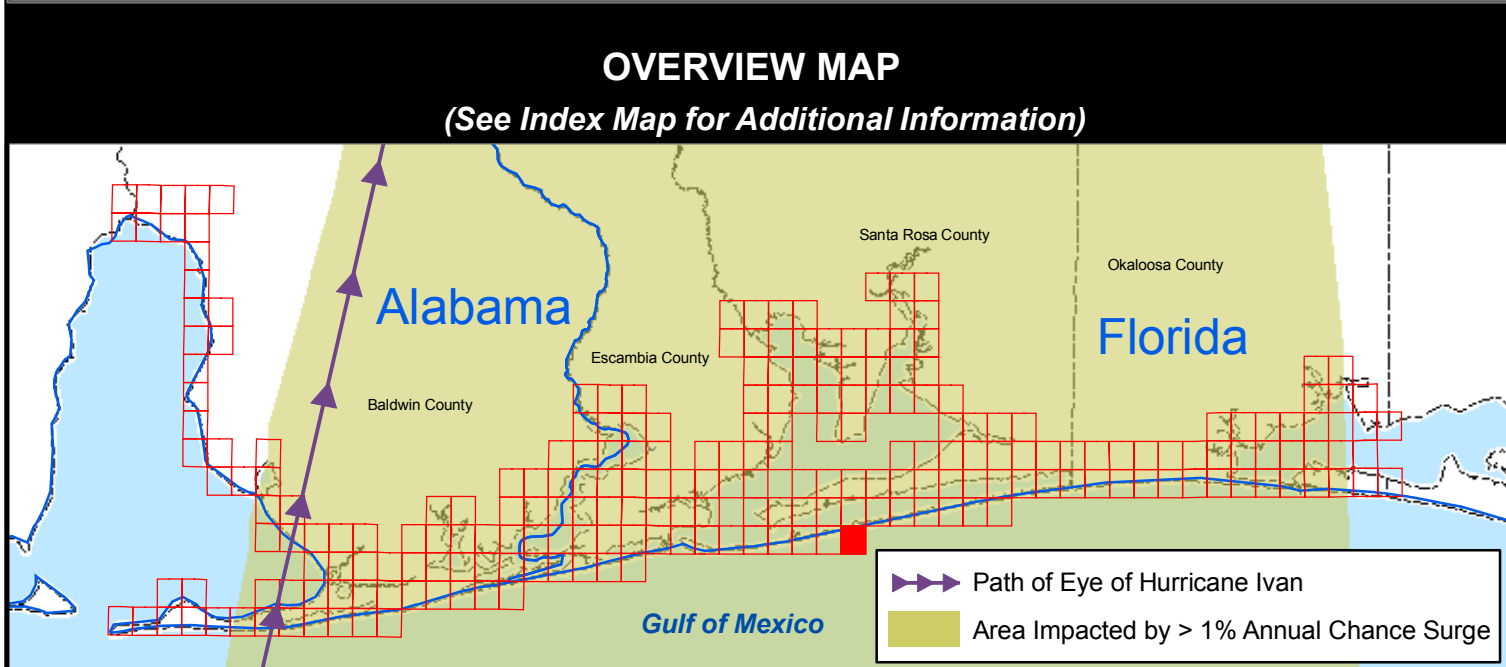 OVERVIEW MAP
(See Index Map for Additional Information)
Santa Rosa County
Okaloosa County
Alabama
Florida
Escambia County
Baldwin County
Gulf of Mexico
Path of Eye of Hurricane Ivan
Area Impacted by > 1% Annual Chance Surge